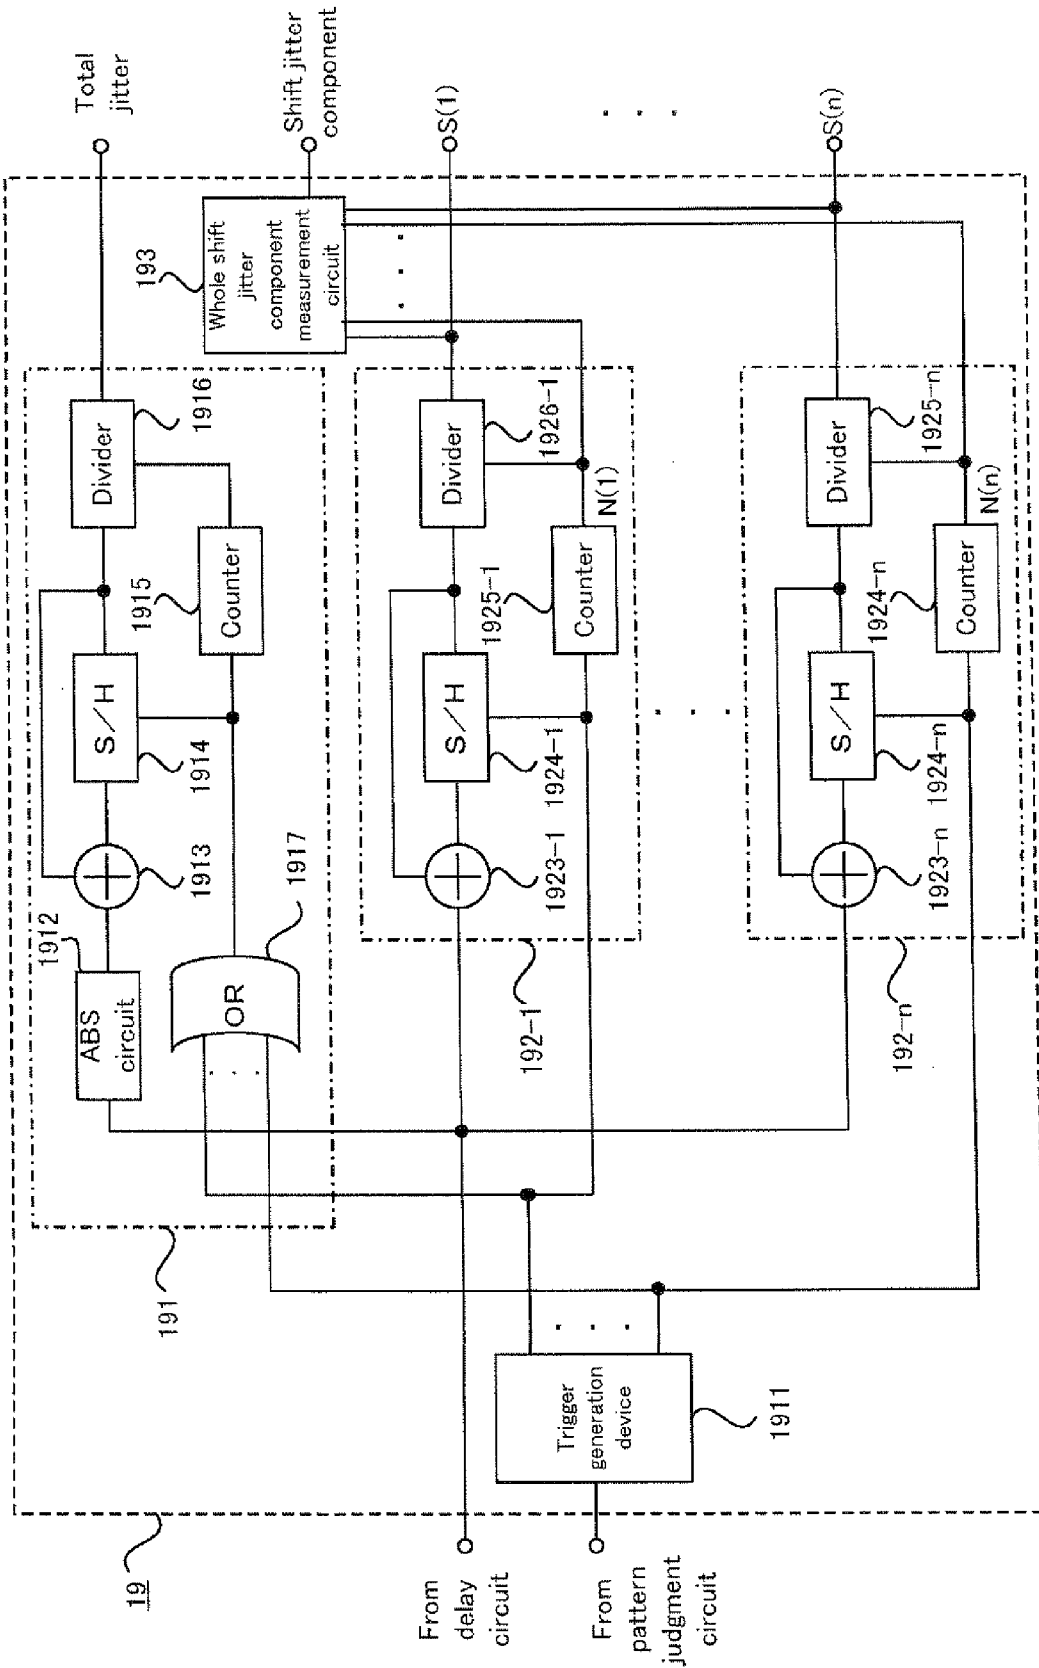 19
191
ABS
circuit
1912
1913
S/H
1914
Counter
1915
Divider
1916
OR
1917
. . .
Total
jitter
193
Whole shift
jitter
component
measurement
circuit
. . .
Shift jitter
component
From
delay
circuit
192-1
1923-1
S/H
1924-1
Counter
1925-1
N(1)
Divider
1926-1
S(1)
. . .
. . .
From
pattern
judgment
circuit
Trigger
generation
device
1911
. . .
192-n
1923-n
S/H
1924-n
Counter
1924-n
N(n)
Divider
1925-n
S(n)